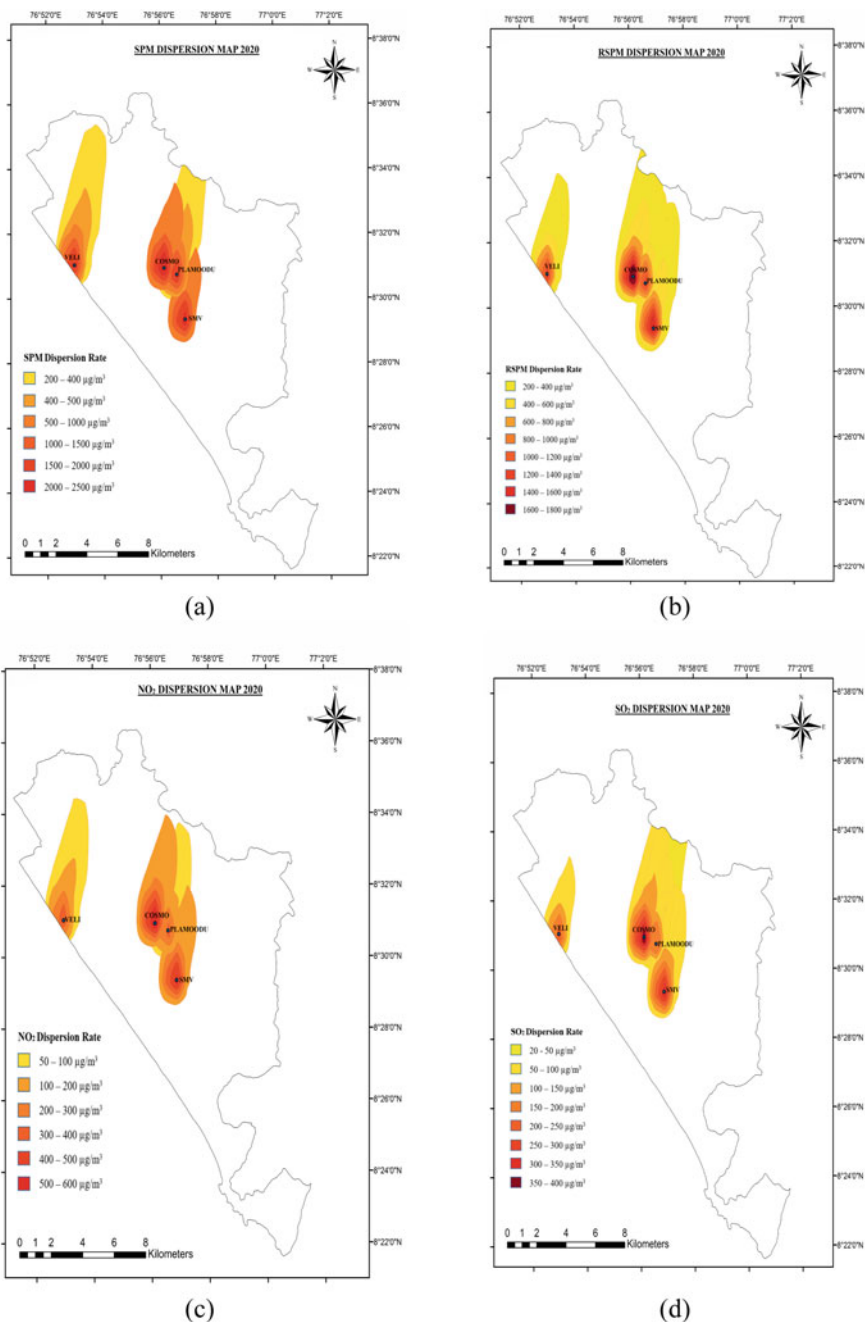 76°52'0"E 76°54'0"E 76°56'0"E 76°58'0"E 77°0'0"E 77°2'0"E
SPM DISPERSION MAP 2020
N
W E
S
8°38'0"N
8°36'0"N
8°34'0"N
8°32'0"N
8°30'0"N
8°28'0"N
8°26'0"N
8°24'0"N
8°22'0"N
VELI
COSMO
PLAMOODU
SMV
SPM Dispersion Rate
200 – 400 µg/m³
400 – 500 µg/m³
500 – 1000 µg/m³
1000 – 1500 µg/m³
1500 – 2000 µg/m³
2000 – 2500 µg/m³
0 1 2 4 6 8
Kilometers
(a)
76°52'0"E 76°54'0"E 76°56'0"E 76°58'0"E 77°0'0"E 77°2'0"E
RSPM DISPERSION MAP 2020
N
W E
S
8°38'0"N
8°36'0"N
8°34'0"N
8°32'0"N
8°30'0"N
8°28'0"N
8°26'0"N
8°24'0"N
8°22'0"N
VELI
COSMO
PLAMOODU
SMV
RSPM Dispersion Rate
200 – 400 µg/m³
400 – 600 µg/m³
600 – 800 µg/m³
800 – 1000 µg/m³
1000 – 1200 µg/m³
1200 – 1400 µg/m³
1400 – 1600 µg/m³
1600 – 1800 µg/m³
0 1 2 4 6 8
Kilometers
(b)
76°52'0"E 76°54'0"E 76°56'0"E 76°58'0"E 77°0'0"E 77°2'0"E
NO₂ DISPERSION MAP 2020
N
W E
S
8°38'0"N
8°36'0"N
8°34'0"N
8°32'0"N
8°30'0"N
8°28'0"N
8°26'0"N
8°24'0"N
8°22'0"N
VELI
COSMO
PLAMOODU
SMV
NO₂ Dispersion Rate
50 – 100 µg/m³
100 – 200 µg/m³
200 – 300 µg/m³
300 – 400 µg/m³
400 – 500 µg/m³
500 – 600 µg/m³
0 1 2 4 6 8
Kilometers
(c)
76°52'0"E 76°54'0"E 76°56'0"E 76°58'0"E 77°0'0"E 77°2'0"E
SO₂ DISPERSION MAP 2020
N
W E
S
8°38'0"N
8°36'0"N
8°34'0"N
8°32'0"N
8°30'0"N
8°28'0"N
8°26'0"N
8°24'0"N
8°22'0"N
VELI
COSMO
PLAMOODU
SMV
SO₂ Dispersion Rate
20 - 50 µg/m³
50 – 100 µg/m³
100 – 150 µg/m³
150 – 200 µg/m³
200 – 250 µg/m³
250 – 300 µg/m³
300 – 350 µg/m³
350 – 400 µg/m³
0 1 2 4 6 8
Kilometers
(d)